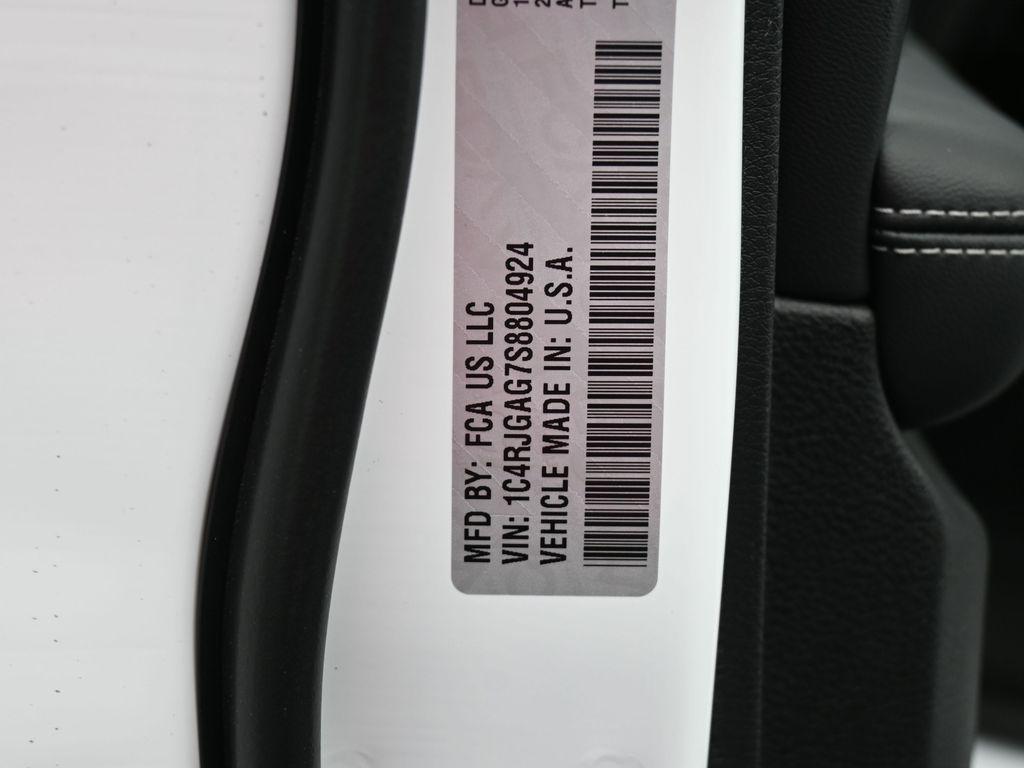 MFD BY: FCA US LLC
VIN: 1C4RJGAG7S8804924
VEHICLE MADE IN: U.S.A.